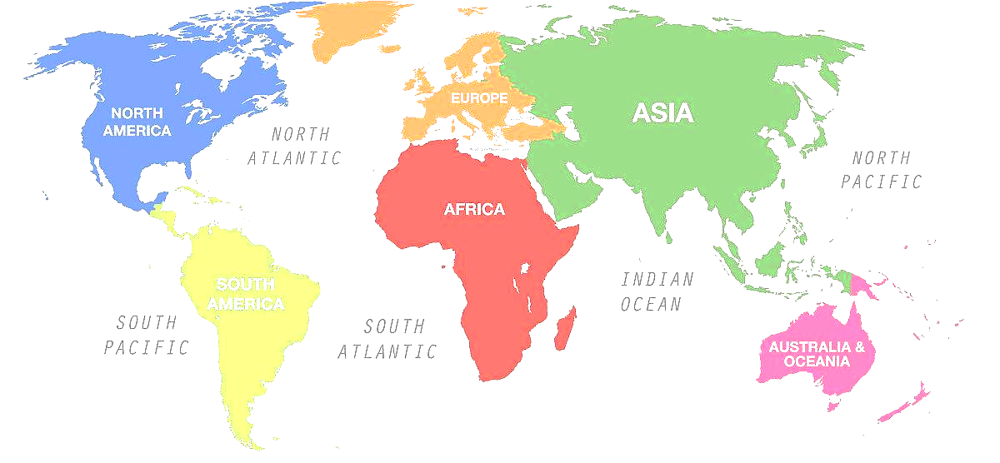 NORTH
AMERICA
NORTH
ATLANTIC
EUROPE
ASIA
NORTH
PACIFIC
AFRICA
SOUTH
AMERICA
INDIAN
OCEAN
SOUTH
PACIFIC
SOUTH
ATLANTIC
AUSTRALIA &
OCEANIA